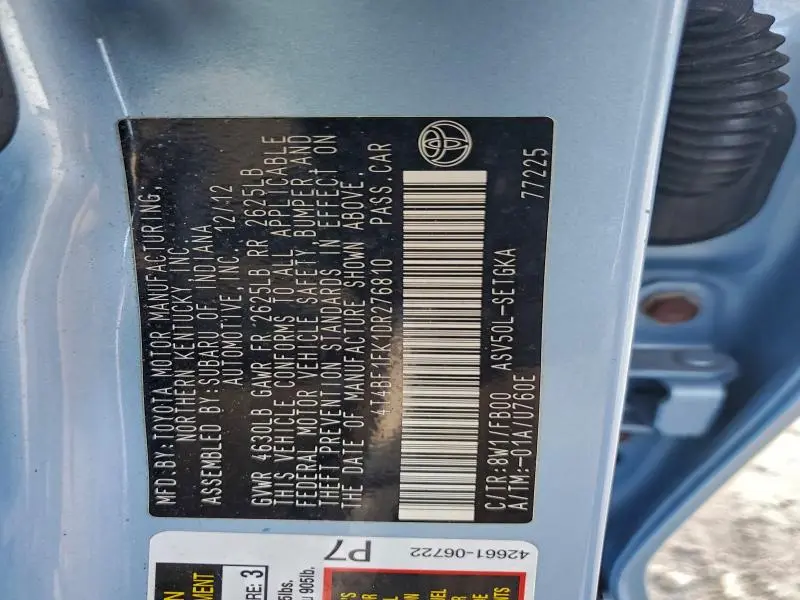 MFD.BY:TOYOTA MOTOR MANUFACTURING,
NORTHERN KENTUCKY INC.
ASSEMBLED BY:SUBARU OF INDIANA
AUTOMOTIVE, INC. 12/12
GVWR 4630LB GAWR FR 2625LB RR 2625LB
THIS VEHICLE CONFORMS TO ALL APPLICABLE
FEDERAL MOTOR VEHICLE SAFETY, BUMPER, AND
THEFT PREVENTION STANDARDS IN EFFECT ON
THE DATE OF MANUFACTURE SHOWN ABOVE.
4T4BF1FK1DR276810 PASS.CAR
C/TR:8W1/FB00 ASV50L-SETGKA
A/TM:-01A/U760E 77225
P7 42661-06722
3
905lb.